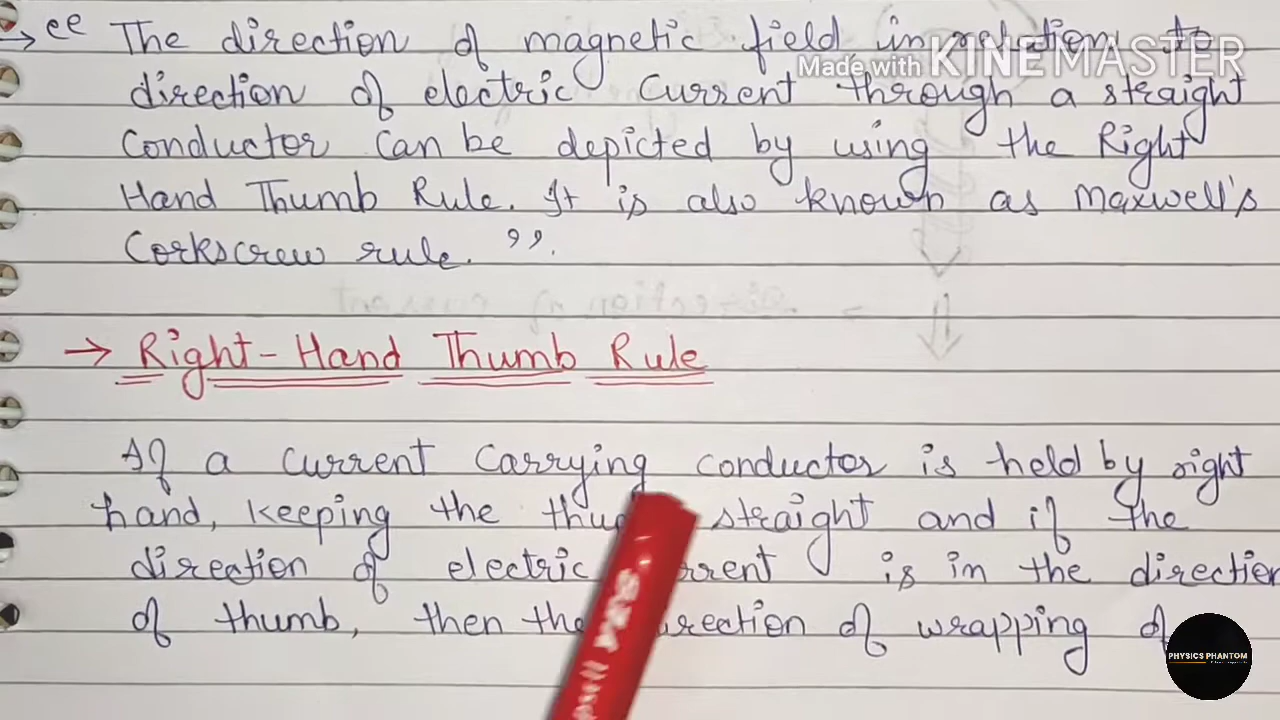 → “ The direction of magnetic field in relation to
Made with KINEMASTER
direction of electric current through a straight
Conductor can be depicted by using the Right
Hand Thumb Rule. It is also known as Maxwell's
Corkscrew rule. ”.
→ Right-Hand Thumb Rule
If a current carrying conductor is held by right
hand, keeping the thu straight and if the
direction of electric rrent is in the direction
of thumb, then the irection of wrapping of
PHYSICS PHANTOM